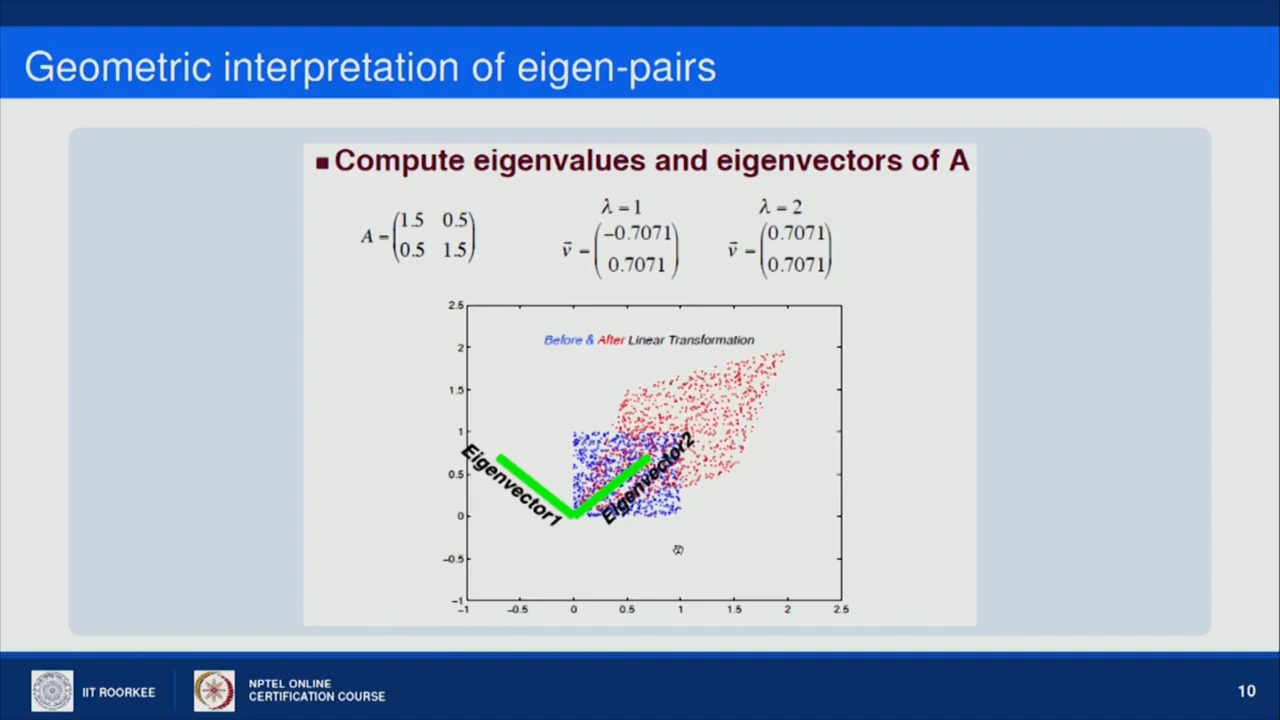 Geometric interpretation of eigen-pairs
■ Compute eigenvalues and eigenvectors of A
λ = 1 λ = 2
A = (1.5 0.5
0.5 1.5)
v⃗ = (−0.7071
0.7071)
v⃗ = (0.7071
0.7071)
Before & After Linear Transformation
2.5
2
1.5
1
0.5
0
−0.5
−1
Eigenvector1
Eigenvector2
−1 −0.5 0 0.5 1 1.5 2 2.5
IIT ROORKEE
NPTEL ONLINE
CERTIFICATION COURSE
10